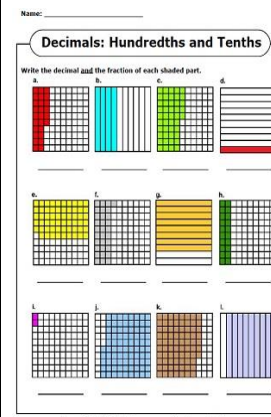 Name:
Decimals: Hundredths and Tenths
Write the decimal and the fraction of each shaded part.
a. b. c. d.
e. f. g. h.
i. j. k. l.